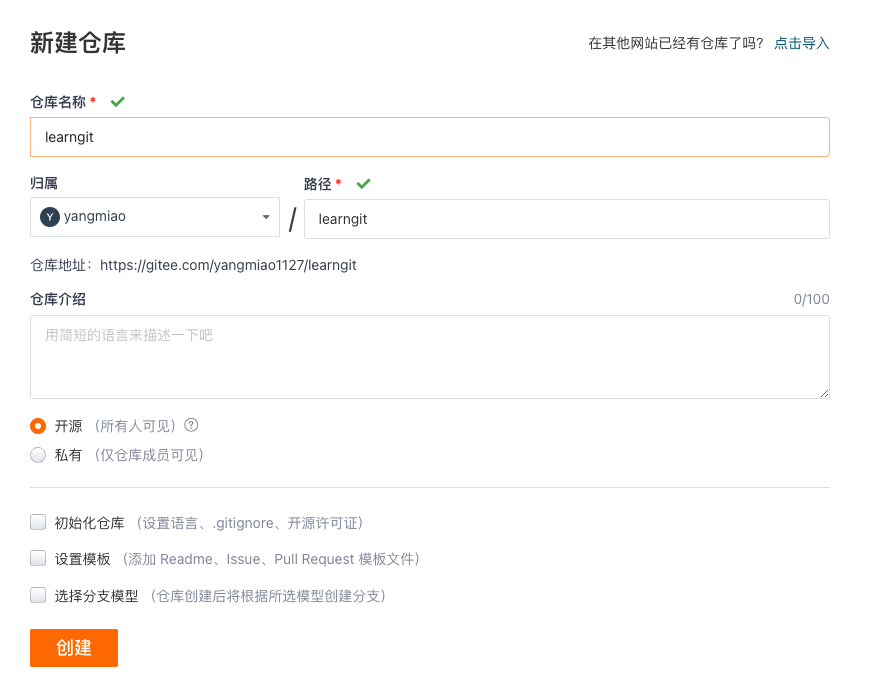 新建仓库
在其他网站已经有仓库了吗? 点击导入
仓库名称 *
learngit
归属
路径 *
Y yangmiao
/
learngit
仓库地址：https://gitee.com/yangmiao1127/learngit
仓库介绍
0/100
用简短的语言来描述一下吧
开源 （所有人可见） ?
私有 （仅仓库成员可见）
初始化仓库 （设置语言、.gitignore、开源许可证）
设置模板 （添加 Readme、Issue、Pull Request 模板文件）
选择分支模型 （仓库创建后将根据所选模型创建分支）
创建